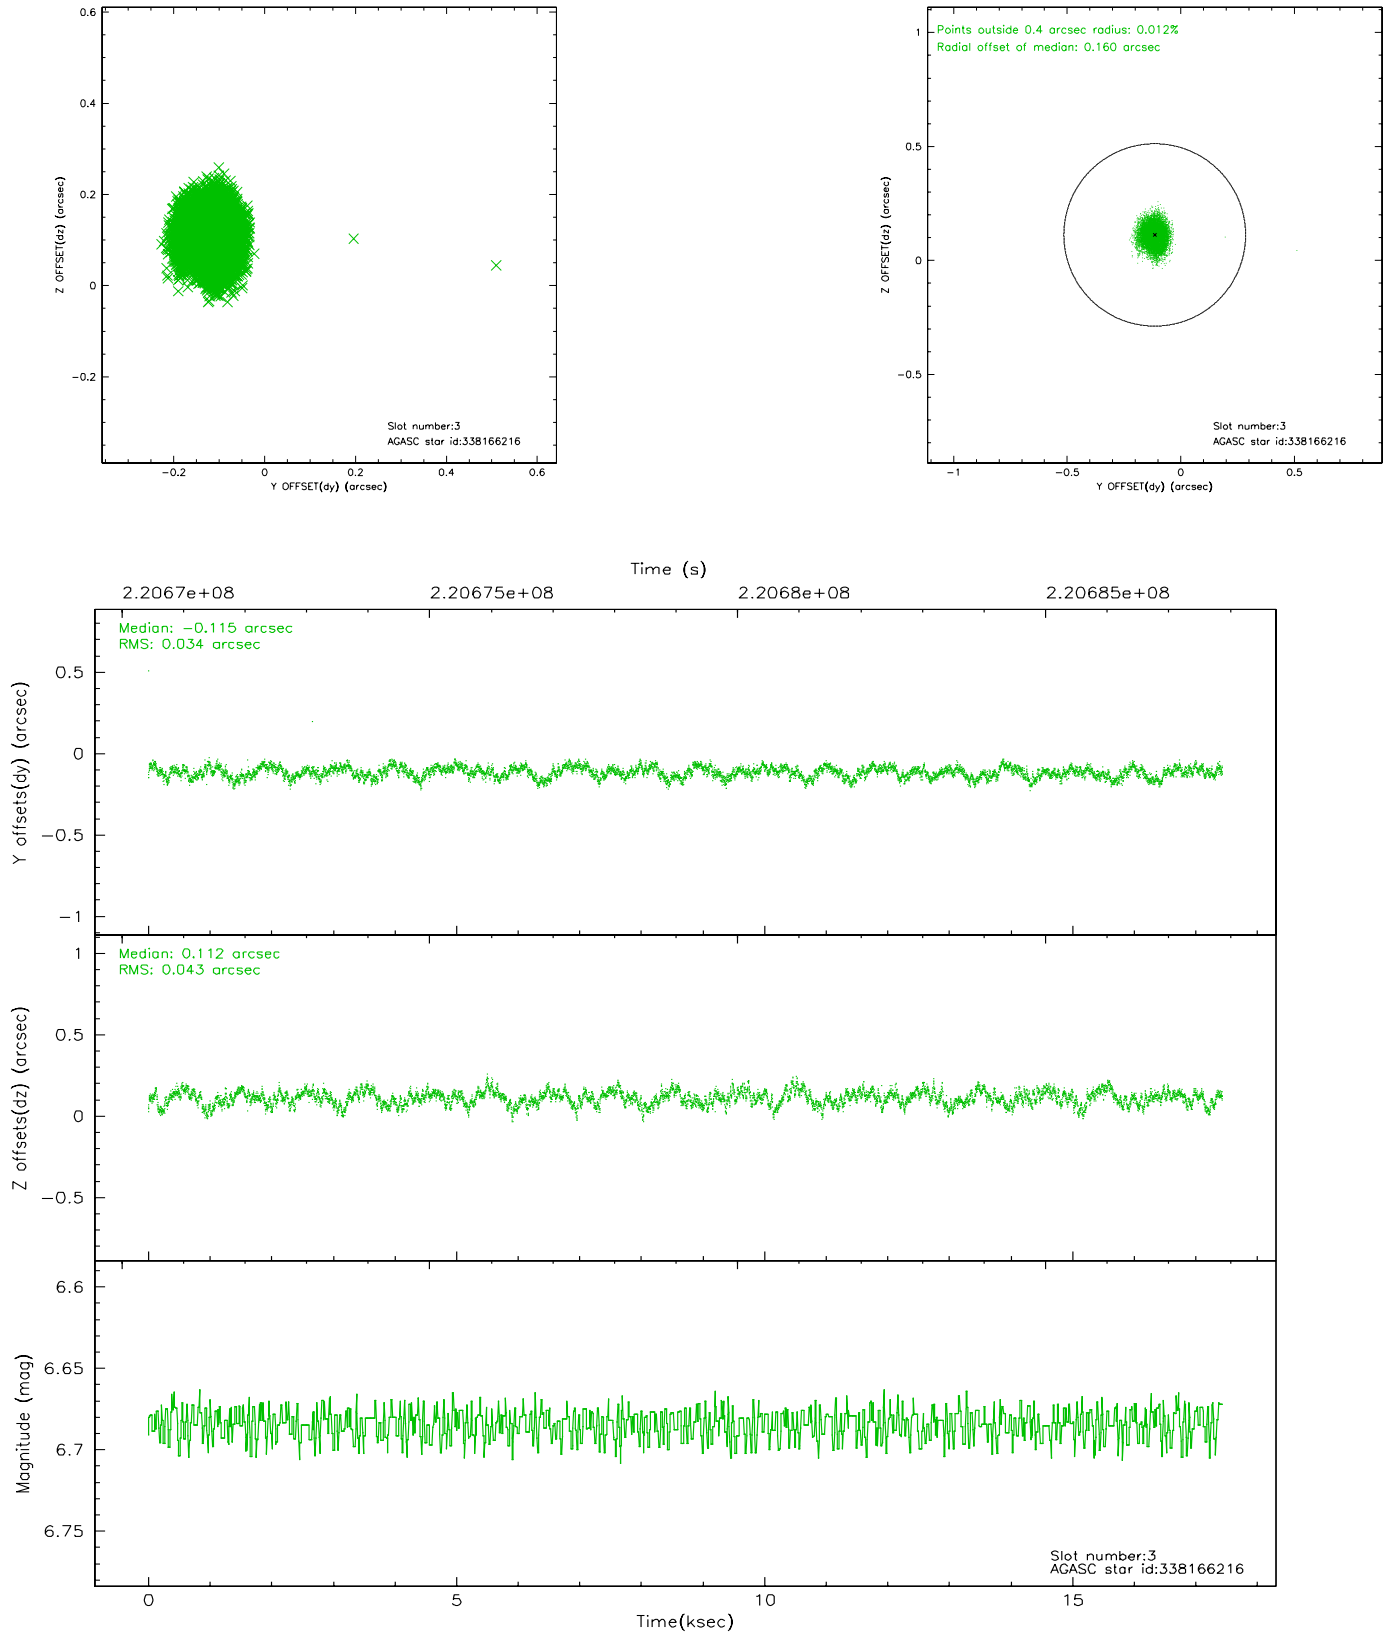 0.6
0.4
0.2
0
−0.2
Z OFFSET(dz) (arcsec)
Slot number:3
AGASC star id:338166216
−0.2 0 0.2 0.4 0.6
Y OFFSET(dy) (arcsec)
Points outside 0.4 arcsec radius: 0.012%
Radial offset of median: 0.160 arcsec
1
0.5
0
−0.5
Z OFFSET(dz) (arcsec)
Slot number:3
AGASC star id:338166216
−1 −0.5 0 0.5
Y OFFSET(dy) (arcsec)
Time (s)
2.2067e+08 2.20675e+08 2.2068e+08 2.20685e+08
Median: −0.115 arcsec
RMS: 0.034 arcsec
0.5
0
−0.5
−1
Y offsets(dy) (arcsec)
Median: 0.112 arcsec
RMS: 0.043 arcsec
1
0.5
0
−0.5
Z offsets(dz) (arcsec)
6.6
6.65
6.7
6.75
Magnitude (mag)
Slot number:3
AGASC star id:338166216
0 5 10 15
Time(ksec)